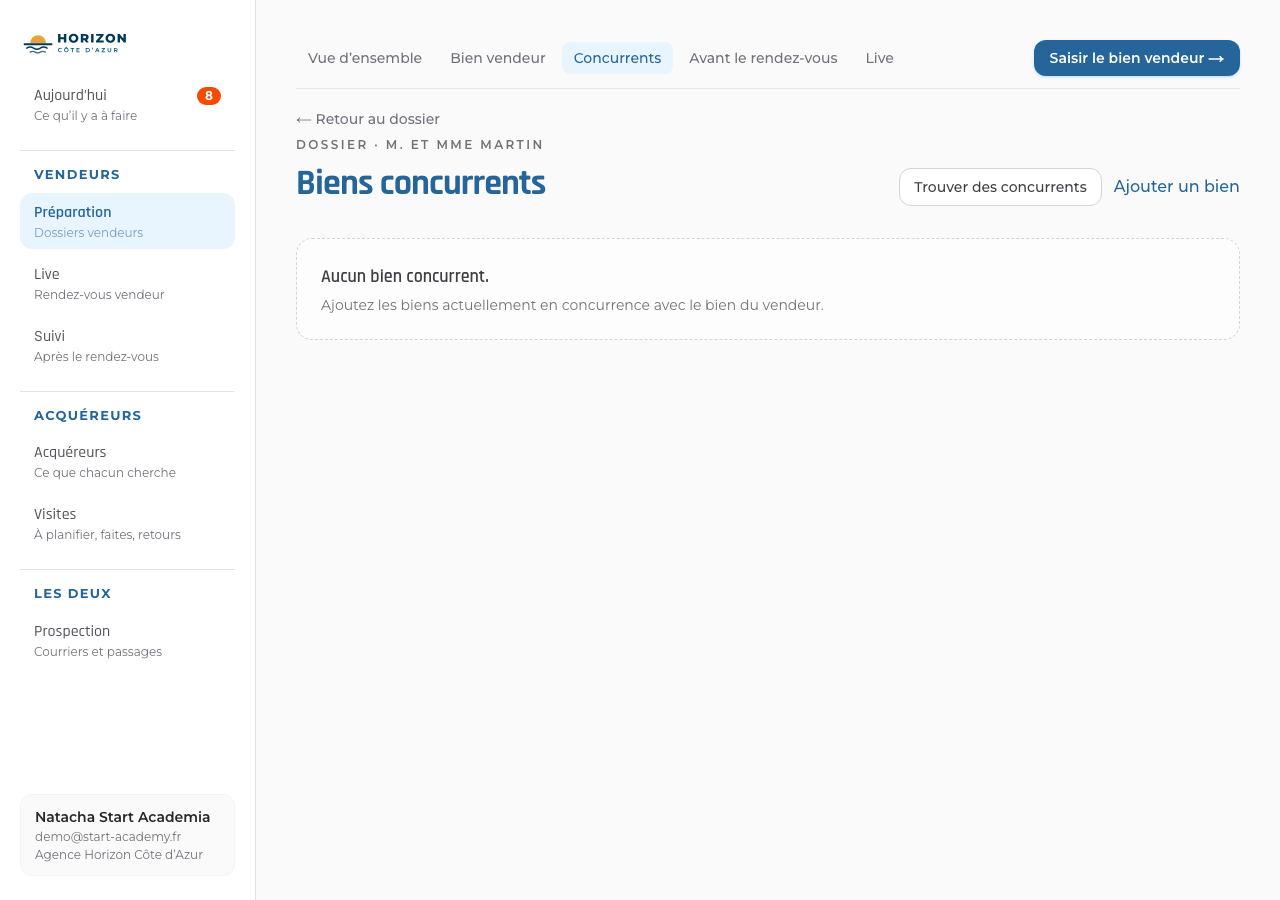 HORIZON
CÔTE D'AZUR
Aujourd'hui
8
Ce qu'il y a à faire
VENDEURS
Préparation
Dossiers vendeurs
Live
Rendez-vous vendeur
Suivi
Après le rendez-vous
ACQUÉREURS
Acquéreurs
Ce que chacun cherche
Visites
À planifier, faites, retours
LES DEUX
Prospection
Courriers et passages
Natacha Start Academia
demo@start-academy.fr
Agence Horizon Côte d'Azur
Vue d'ensemble
Bien vendeur
Concurrents
Avant le rendez-vous
Live
Saisir le bien vendeur →
← Retour au dossier
DOSSIER · M. ET MME MARTIN
Biens concurrents
Trouver des concurrents
Ajouter un bien
Aucun bien concurrent.
Ajoutez les biens actuellement en concurrence avec le bien du vendeur.